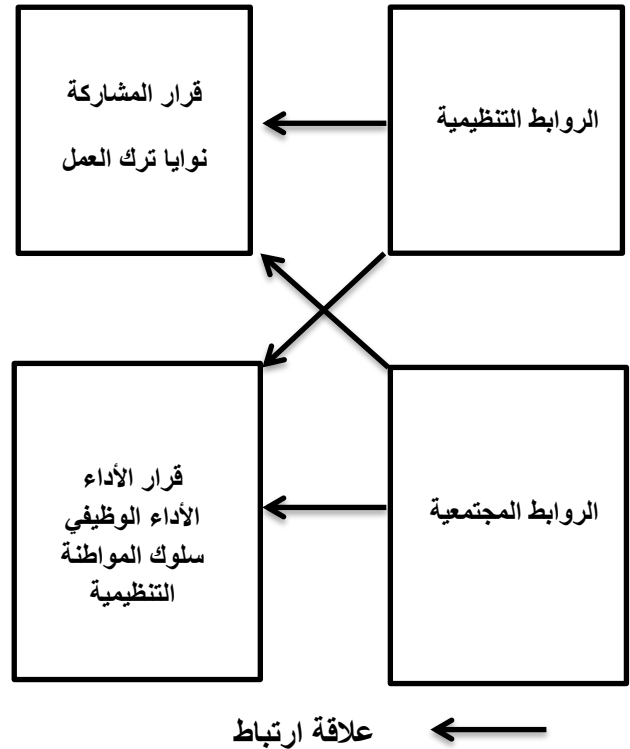 الروابط التنظيمية
قرار المشاركة
نوايا ترك العمل
الروابط المجتمعية
قرار الأداء
الأداء الوظيفي
سلوك المواطنة
التنظيمية
علاقة ارتباط